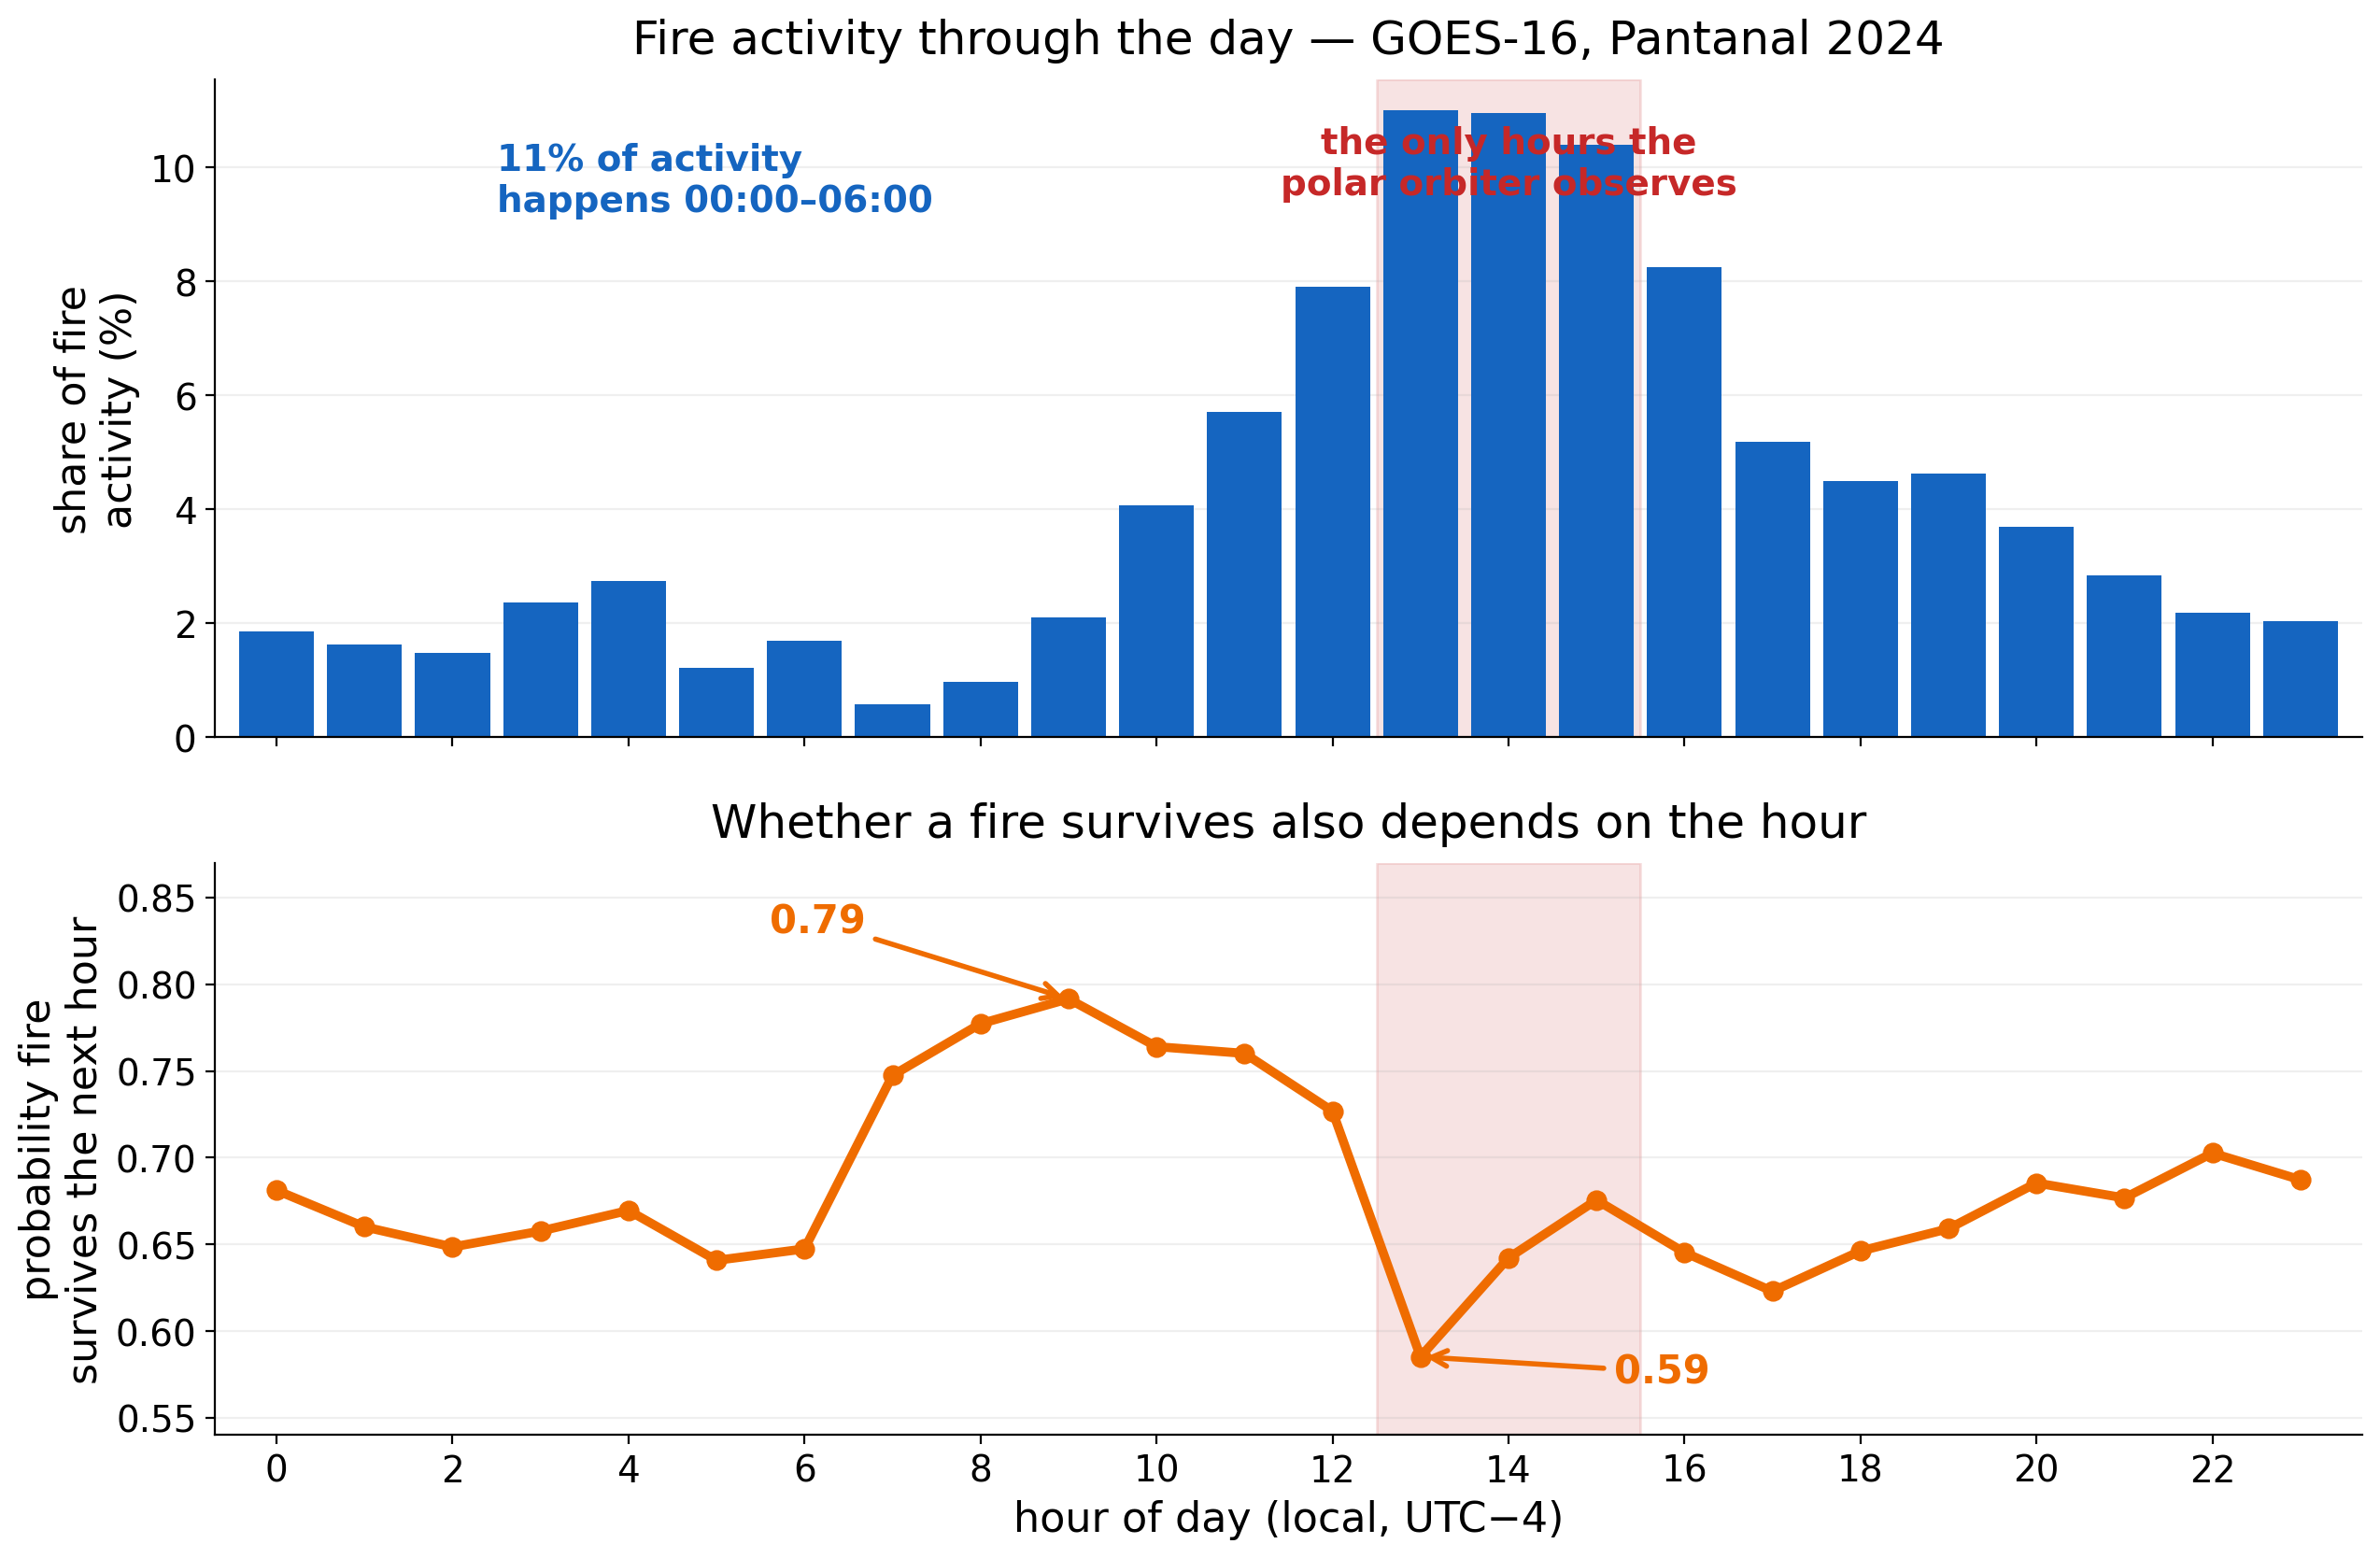 Fire activity through the day — GOES-16, Pantanal 2024
share of fire
activity (%)
10
8
6
4
2
0
11% of activity
happens 00:00–06:00
the only hours the
polar orbiter observes
Whether a fire survives also depends on the hour
probability fire
survives the next hour
0.85
0.80
0.75
0.70
0.65
0.60
0.55
0.79
0.59
0 2 4 6 8 10 12 14 16 18 20 22
hour of day (local, UTC−4)